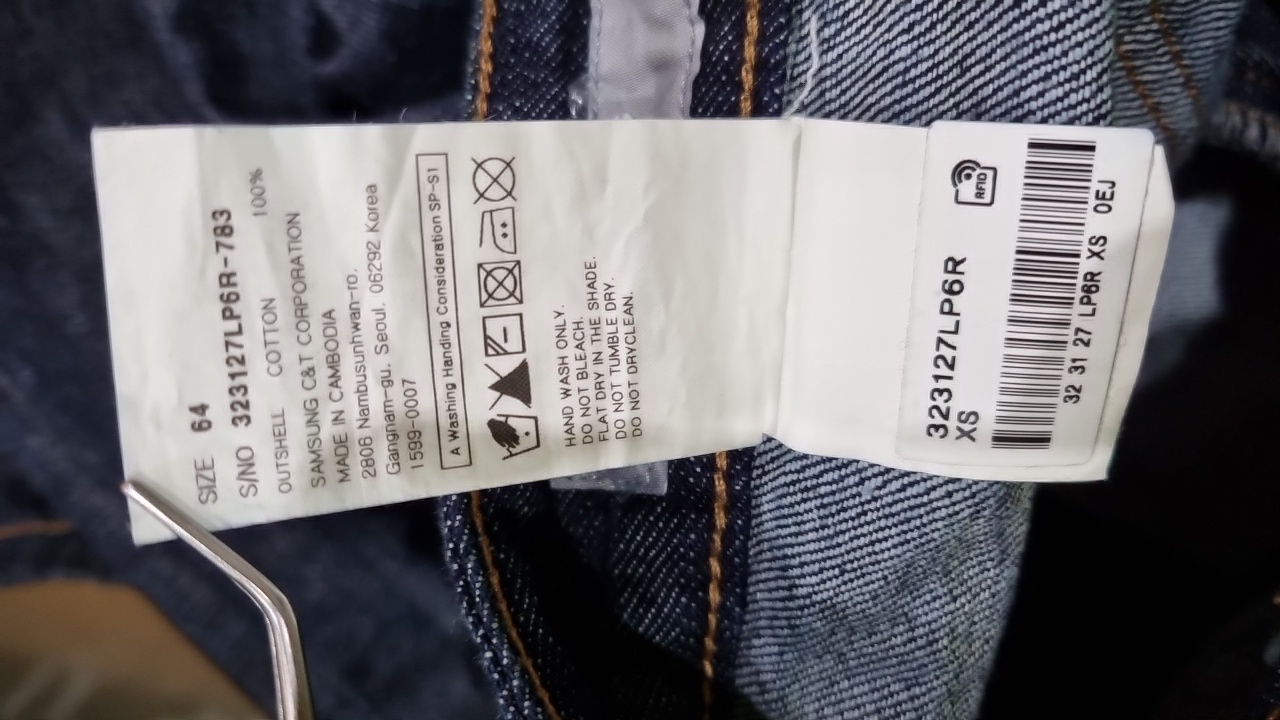 SIZE 64
S/NO 323127LP6R-783
OUTSHELL COTTON 100%
SAMSUNG C&T CORPORATION
MADE IN CAMBODIA
2806 Nambusunhwan-ro.
Gangnam-gu. Seoul. 06292 Korea
1599-0007
A Washing Handing Consideration SP-S1
HAND WASH ONLY.
DO NOT BLEACH.
FLAT DRY IN THE SHADE.
DO NOT TUMBLE DRY.
DO NOT DRYCLEAN.
RFID
323127LP6R
XS
32 31 27 LP6R XS OEJ